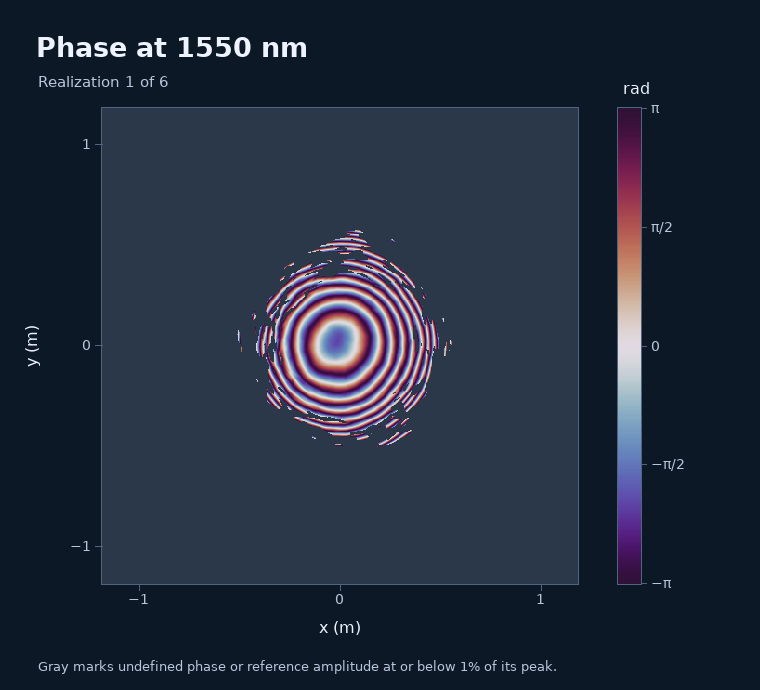 Phase at 1550 nm
Realization 1 of 6
rad
π
π/2
0
−π/2
−π
1
0
−1
y (m)
−1
0
1
x (m)
Gray marks undefined phase or reference amplitude at or below 1% of its peak.